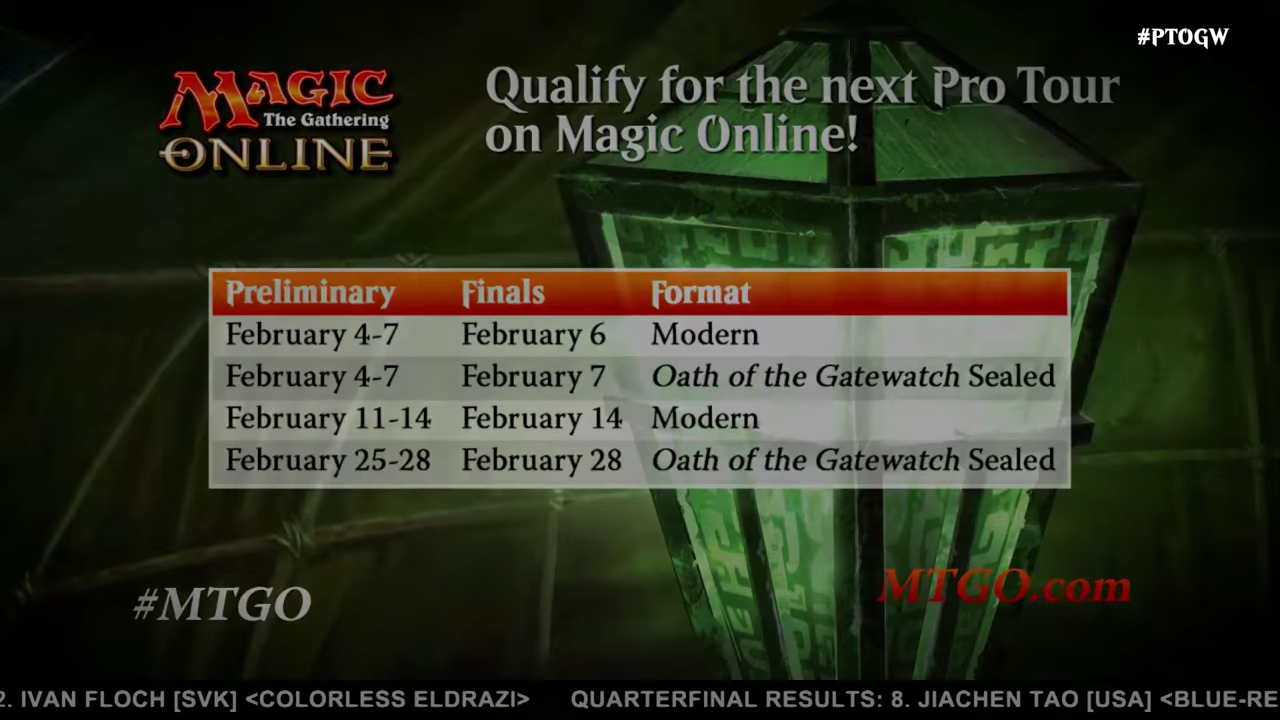 #PTOGW
MAGIC
The Gathering
ONLINE
Qualify for the next Pro Tour
on Magic Online!
Preliminary Finals Format
February 4-7 February 6 Modern
February 4-7 February 7 Oath of the Gatewatch Sealed
February 11-14 February 14 Modern
February 25-28 February 28 Oath of the Gatewatch Sealed
#MTGO
MTGO.com
2. IVAN FLOCH [SVK] <COLORLESS ELDRAZI> QUARTERFINAL RESULTS: 8. JIACHEN TAO [USA] <BLUE-RE